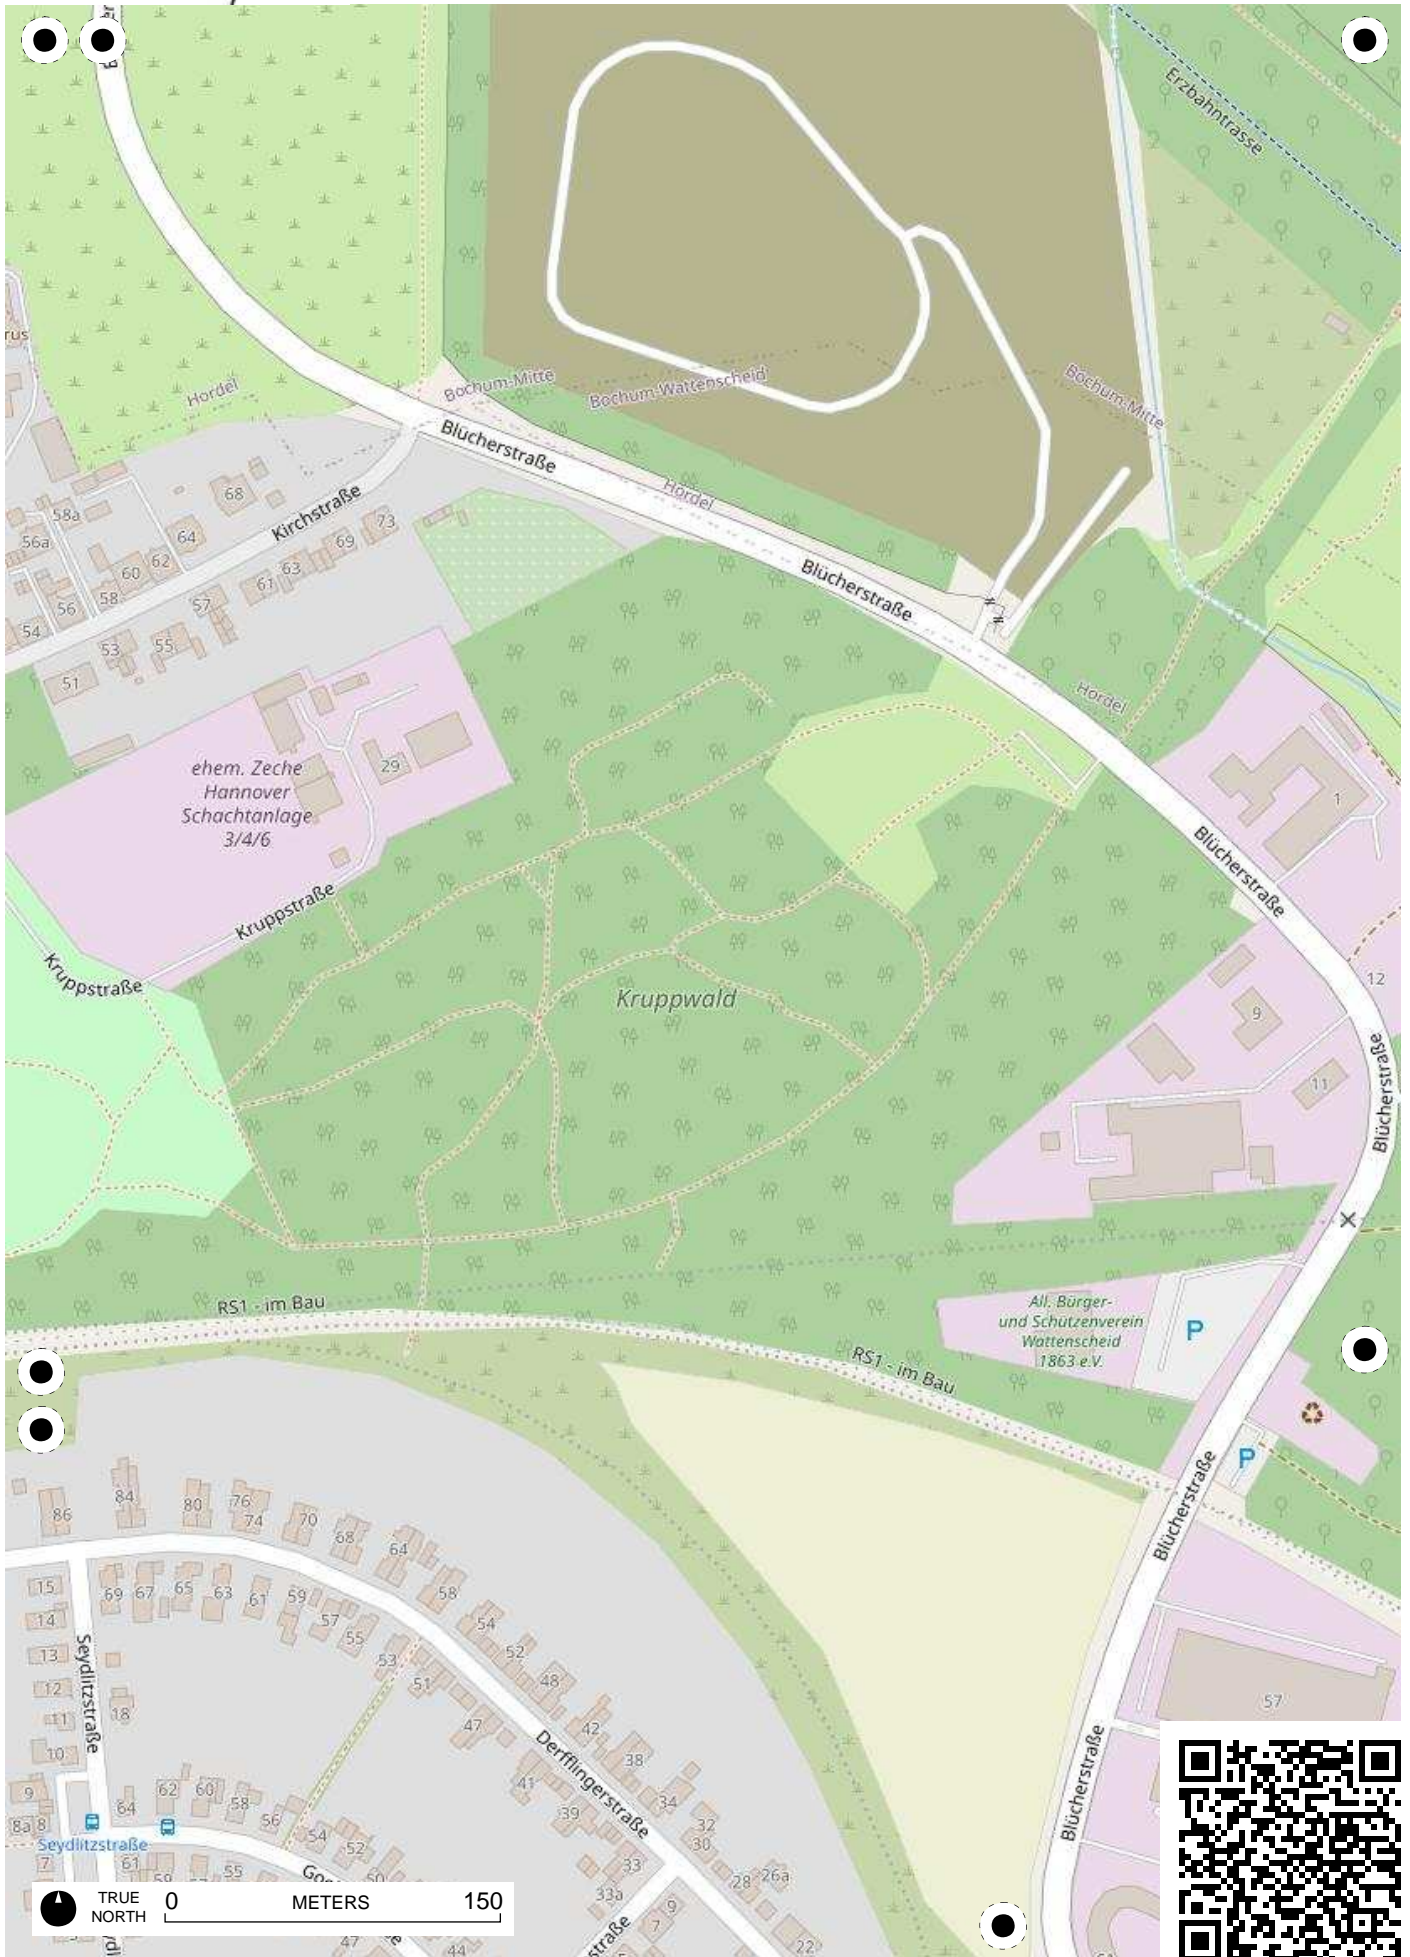 Erzbahntrasse
rus
Hordel
Bochum-Mitte
Bochum-Wattenscheid
Bochum-Mitte
Blücherstraße
Hordel
Kirchstraße
68
58a
56a
64
62
60
58
56
54
73
69
63
61
57
55
53
51
Blücherstraße
Hordel
ehem. Zeche
Hannover
Schachtanlage
3/4/6
29
1
Blücherstraße
Kruppstraße
Kruppstraße
Kruppwald
12
9
11
Blücherstraße
RS1 - im Bau
All. Bürger-
und Schützenverein
Wattenscheid
1863 e.V.
P
RS1 - im Bau
P
Blücherstraße
86
84
80
76
74
70
68
64
58
54
52
48
42
38
34
32
30
28
26a
22
15
14
13
12
11
10
9
8a
8
7
69
67
65
63
61
59
57
55
53
51
47
41
39
33
33a
9
7
Seydlitzstraße
18
Derfflingerstraße
57
Blücherstraße
64
62
60
58
56
54
52
50
Seydlitzstraße
61
59
55
47
44
straße
TRUE
NORTH
0
METERS
150